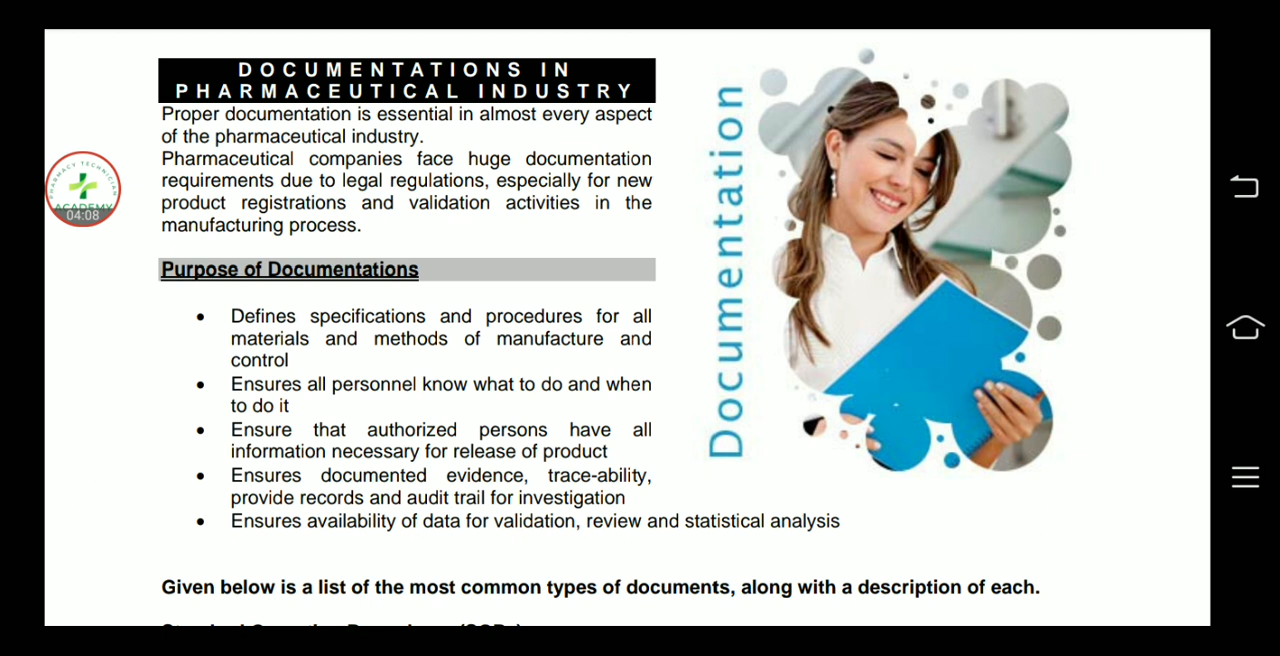 DOCUMENTATIONS IN
PHARMACEUTICAL INDUSTRY
Proper documentation is essential in almost every aspect
of the pharmaceutical industry.
Pharmaceutical companies face huge documentation
requirements due to legal regulations, especially for new
product registrations and validation activities in the
manufacturing process.
Purpose of Documentations
• Defines specifications and procedures for all
materials and methods of manufacture and
control
• Ensures all personnel know what to do and when
to do it
• Ensure that authorized persons have all
information necessary for release of product
• Ensures documented evidence, trace-ability,
provide records and audit trail for investigation
• Ensures availability of data for validation, review and statistical analysis
Given below is a list of the most common types of documents, along with a description of each.
Documentation
PHARMACY TECHNICIAN
ACADEMY
04:08